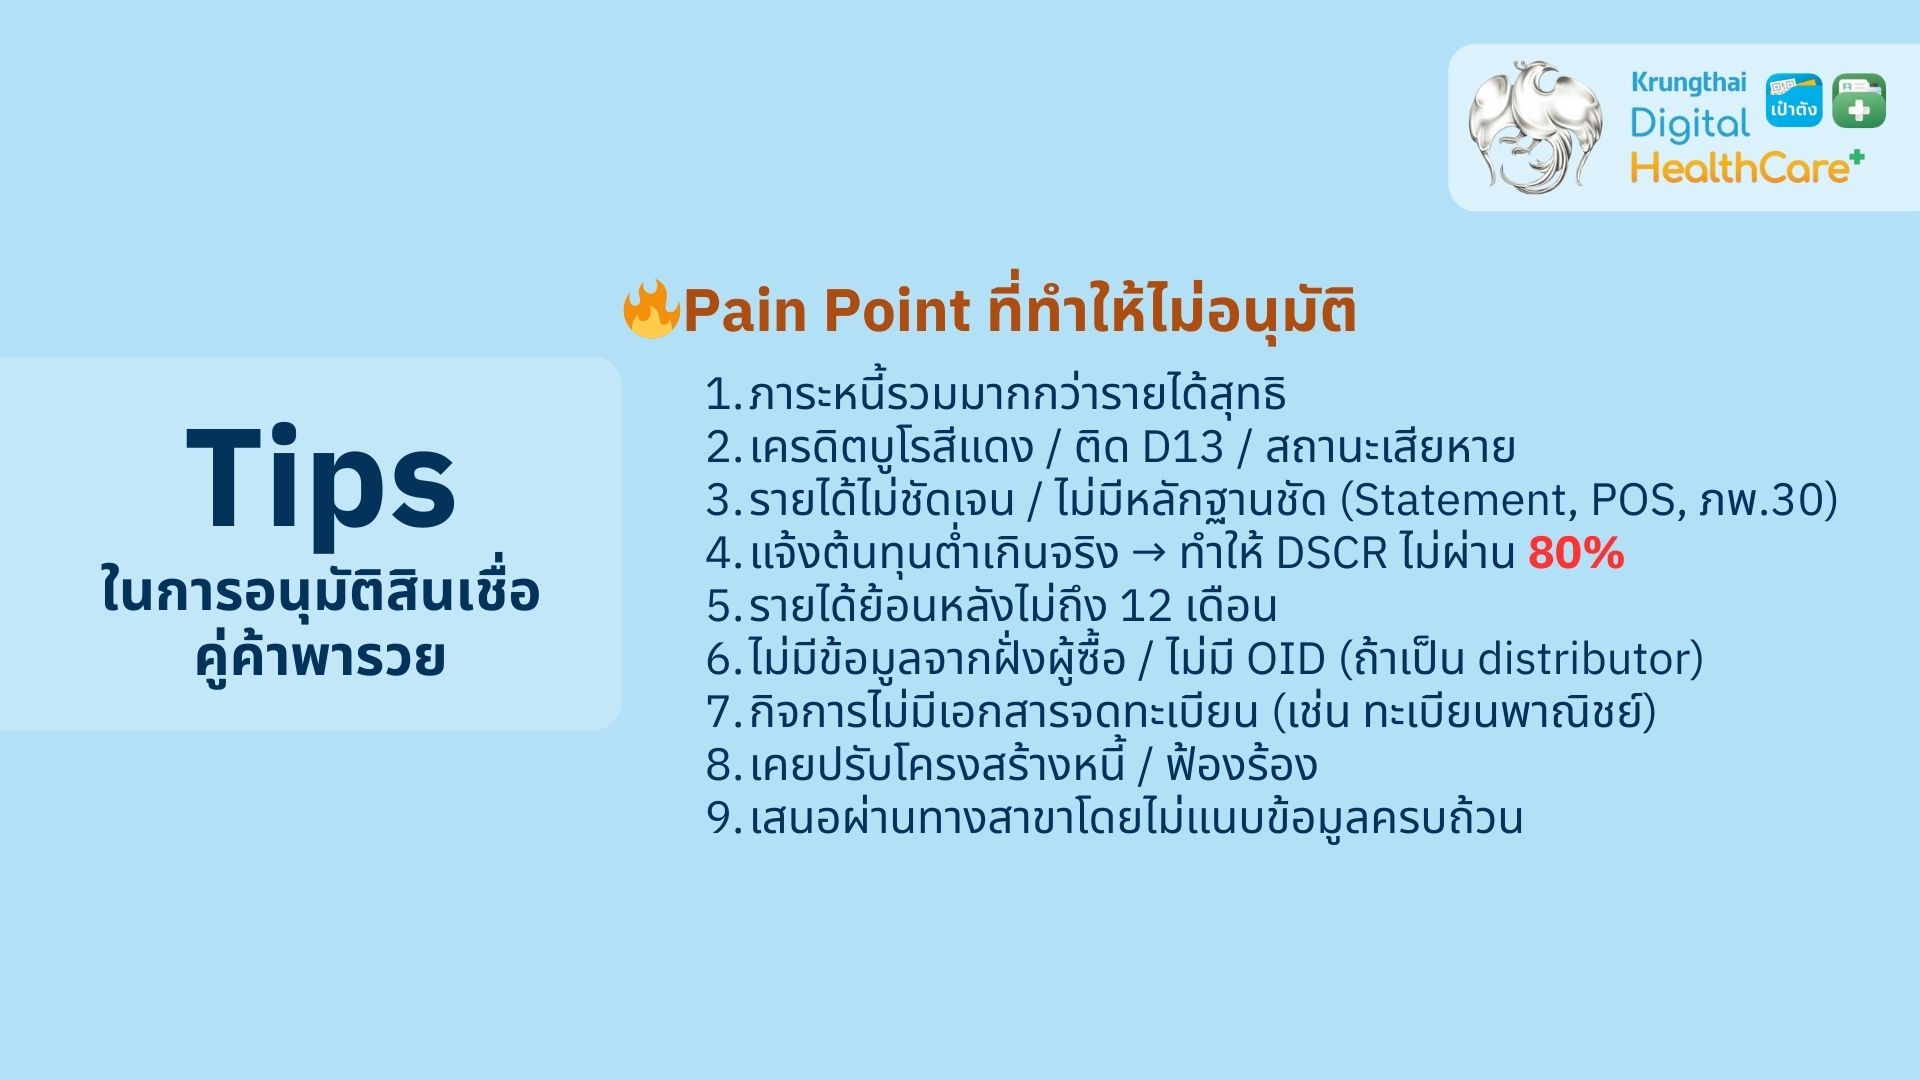 Krungthai
Digital
HealthCare+
เป๋าตัง
Tips
ในการอนุมัติสินเชื่อ
คู่ค้าพารวย
🔥Pain Point ที่ทำให้ไม่อนุมัติ
1. ภาระหนี้รวมมากกว่ารายได้สุทธิ
2. เครดิตบูโรสีแดง / ติด D13 / สถานะเสียหาย
3. รายได้ไม่ชัดเจน / ไม่มีหลักฐานชัด (Statement, POS, ภพ.30)
4. แจ้งต้นทุนต่ำเกินจริง → ทำให้ DSCR ไม่ผ่าน 80%
5. รายได้ย้อนหลังไม่ถึง 12 เดือน
6. ไม่มีข้อมูลจากฝั่งผู้ซื้อ / ไม่มี OID (ถ้าเป็น distributor)
7. กิจการไม่มีเอกสารจดทะเบียน (เช่น ทะเบียนพาณิชย์)
8. เคยปรับโครงสร้างหนี้ / ฟ้องร้อง
9. เสนอผ่านทางสาขาโดยไม่แนบข้อมูลครบถ้วน